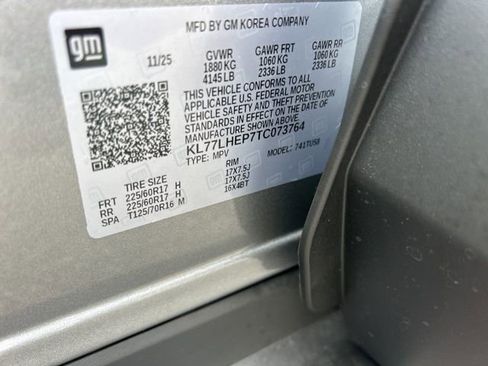 MFD BY GM KOREA COMPANY
gm
11/25 GVWR GAWR FRT GAWR RR
1880 KG 1060 KG 1060 KG
4145 LB 2336 LB 2336 LB
THIS VEHICLE CONFORMS TO ALL
APPLICABLE U.S. FEDERAL MOTOR
VEHICLE SAFETY AND THEFT PREVENTION
STANDARDS IN EFFECT ON THE DATE OF
MANUFACTURE SHOWN ABOVE.
KL77LHEP7TC073764
TYPE: MPV MODEL: 741TU58
TIRE SIZE RIM
FRT 225/60R17 H 17X7.5J
RR 225/60R17 H 17X7.5J
SPA T125/70R16 M 16X4BT